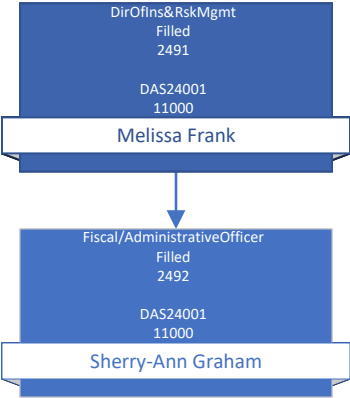 DirOfIns&RskMgmt
Filled
2491
DAS24001
11000
Melissa Frank
Fiscal/AdministrativeOfficer
Filled
2492
DAS24001
11000
Sherry-Ann Graham